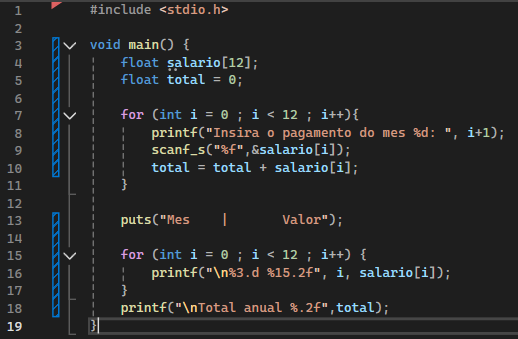 1 #include <stdio.h>
2
3 void main() {
4 float salario[12];
5 float total = 0;
6
7 for (int i = 0 ; i < 12 ; i++){
8 printf("Insira o pagamento do mes %d: ", i+1);
9 scanf_s("%f",&salario[i]);
10 total = total + salario[i];
11 }
12
13 puts("Mes    |       Valor");
14
15 for (int i = 0 ; i < 12 ; i++) {
16 printf("\n%3.d %15.2f", i, salario[i]);
17 }
18 printf("\nTotal anual %.2f",total);
19 }